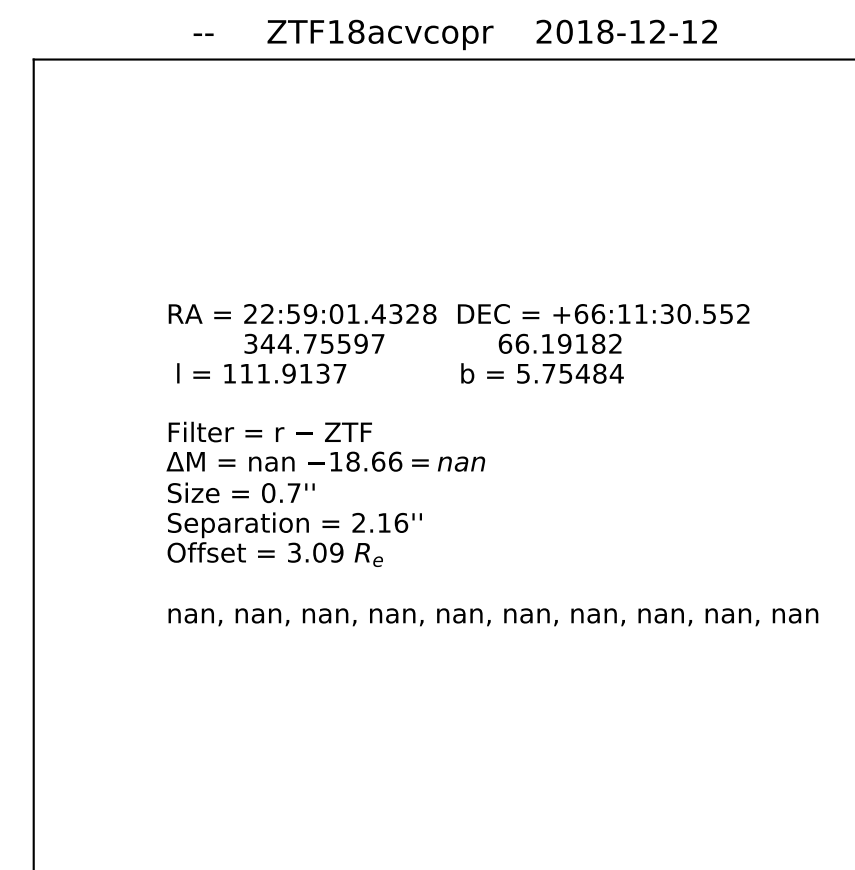 -- ZTF18acvcopr 2018-12-12
RA = 22:59:01.4328 DEC = +66:11:30.552
344.75597 66.19182
l = 111.9137 b = 5.75484
Filter = r − ZTF
ΔM = nan −18.66 = nan
Size = 0.7''
Separation = 2.16''
Offset = 3.09 Rₑ
nan, nan, nan, nan, nan, nan, nan, nan, nan, nan